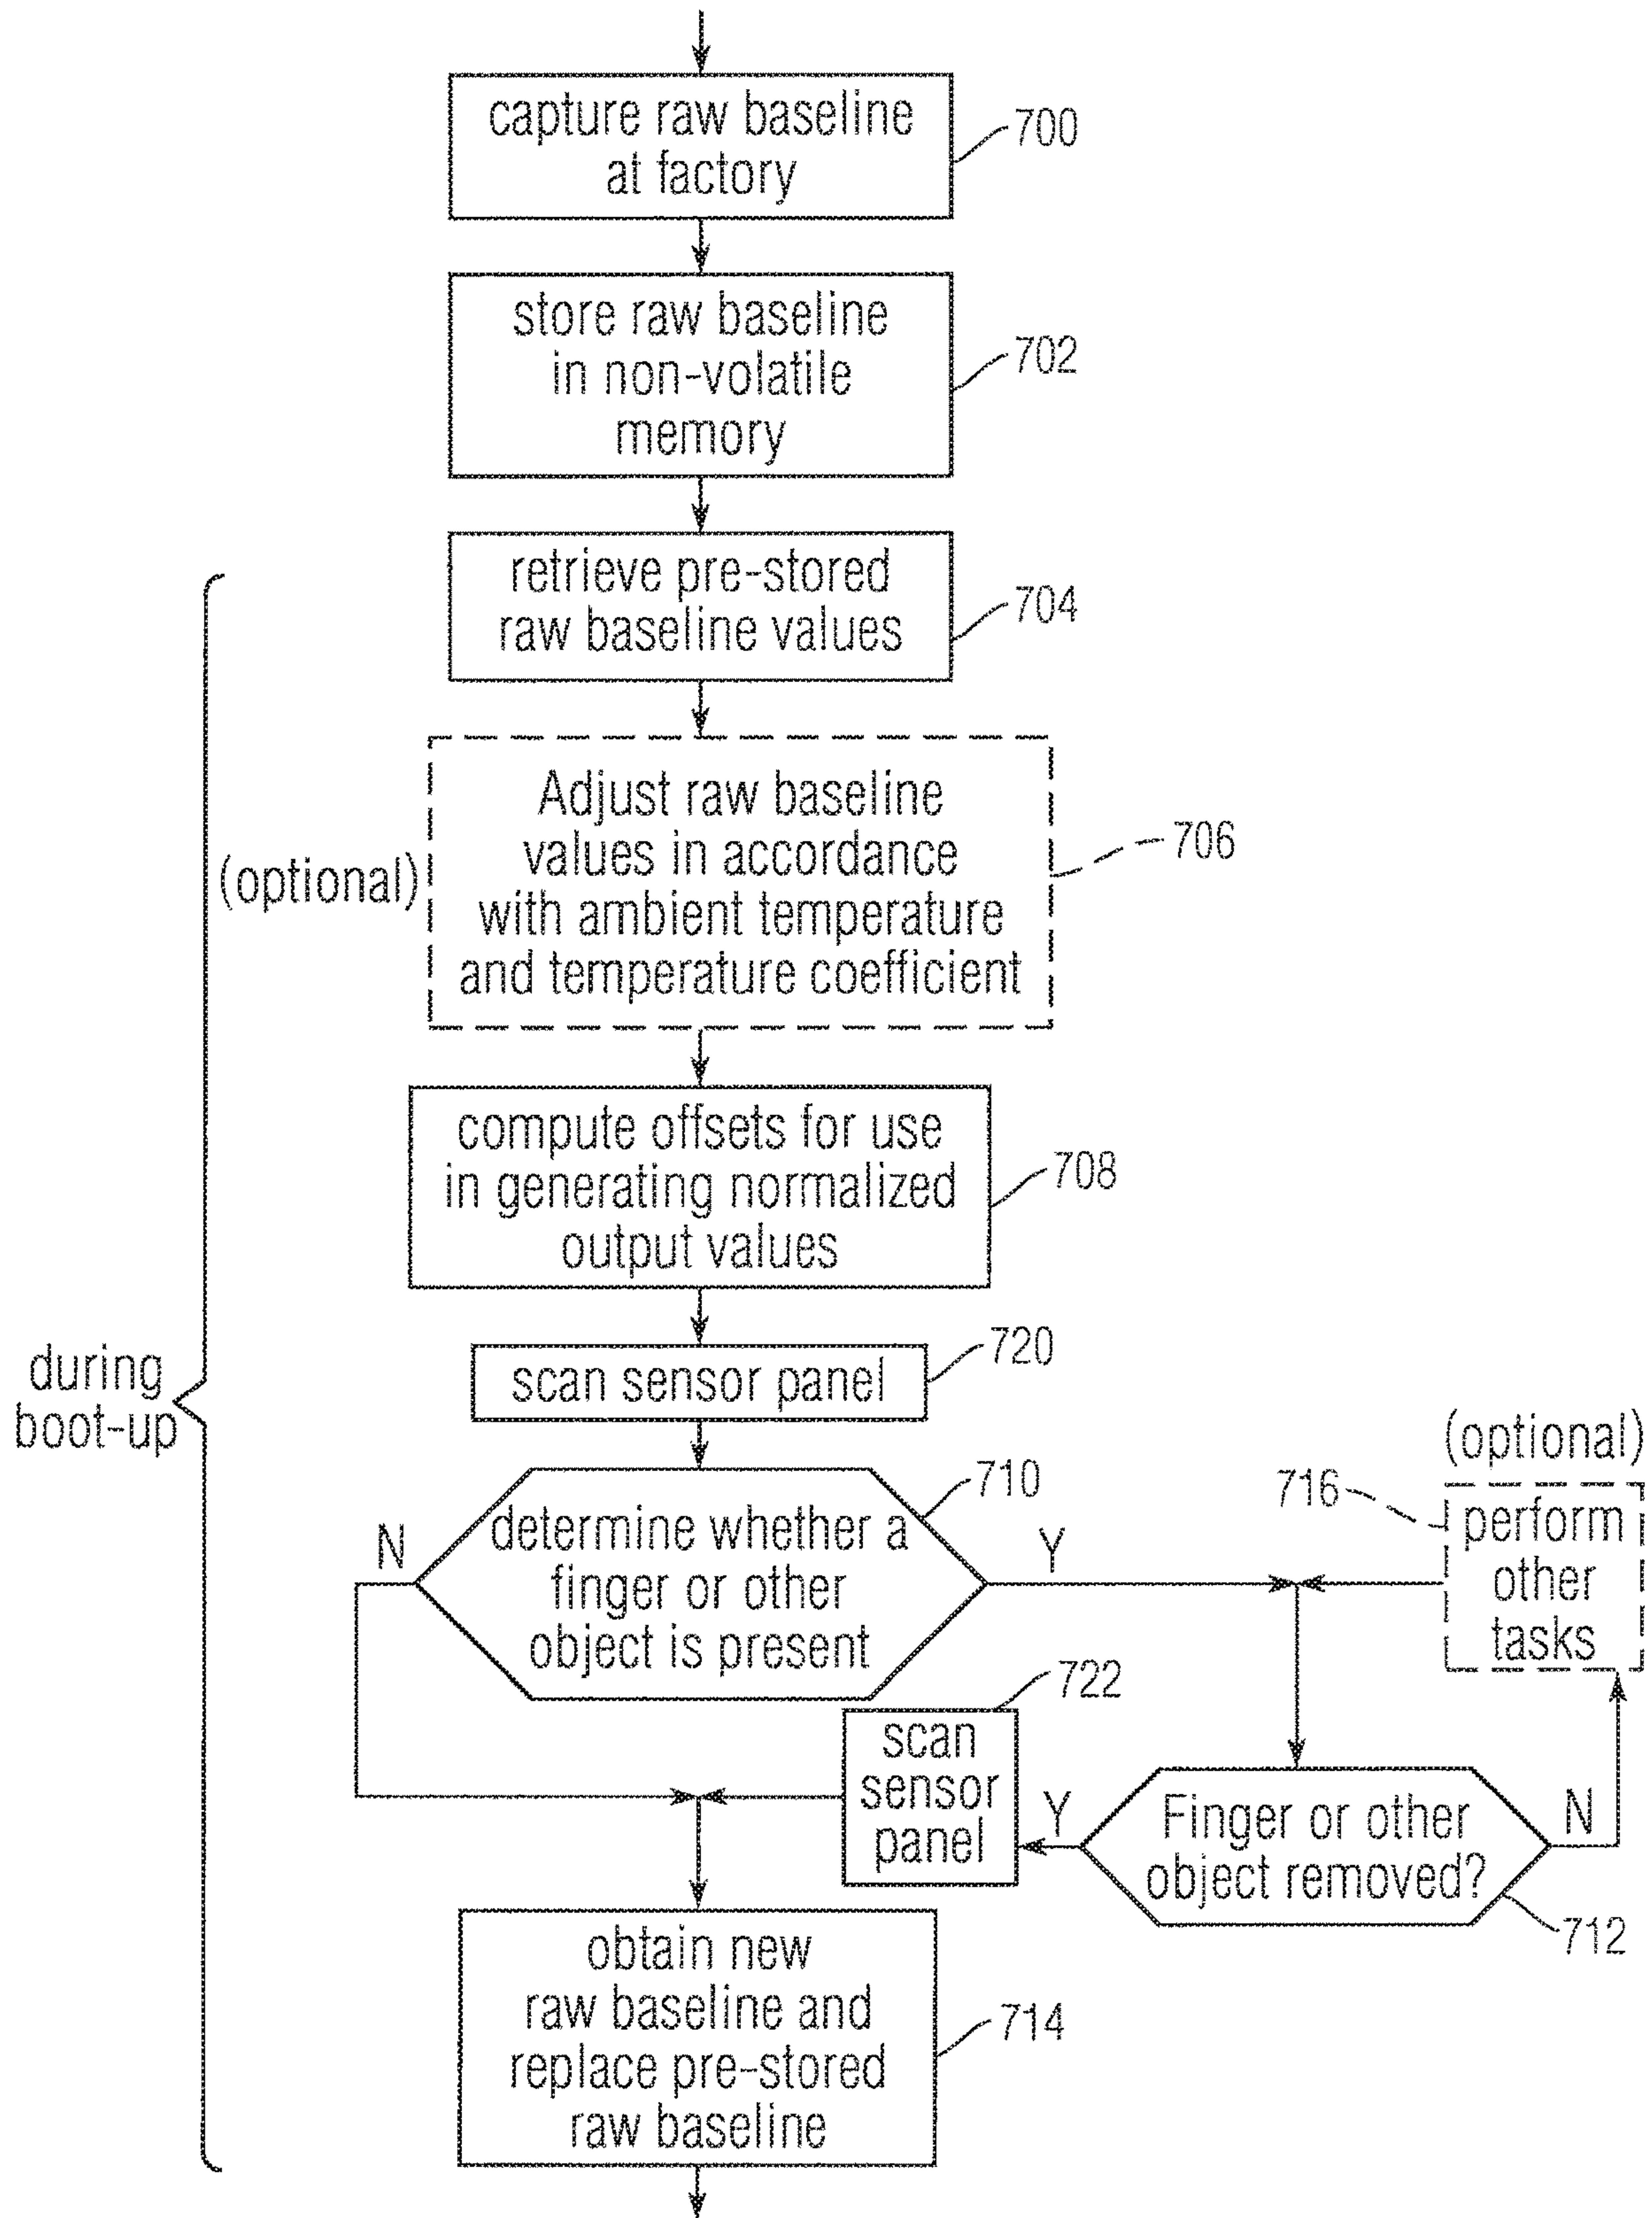 capture raw baseline
at factory
700
store raw baseline
in non-volatile
memory
702
retrieve pre-stored
raw baseline values
704
(optional)
Adjust raw baseline
values in accordance
with ambient temperature
and temperature coefficient
706
compute offsets for use
in generating normalized
output values
708
during
boot-up
scan sensor panel
720
determine whether a
finger or other
object is present
710
N
Y
(optional)
716
perform
other
tasks
722
scan
sensor
panel
Y
Finger or other
object removed?
N
712
obtain new
raw baseline and
replace pre-stored
raw baseline
714